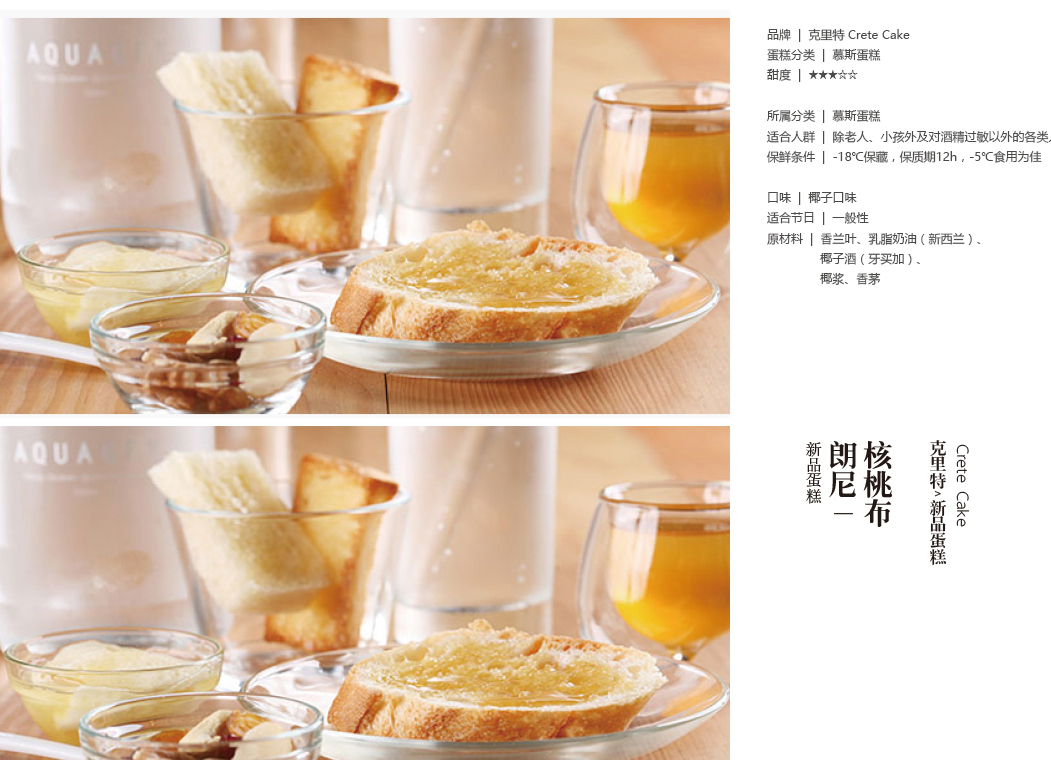 AQUA
品牌 | 克里特 Crete Cake
蛋糕分类 | 慕斯蛋糕
甜度 | ★★★☆☆
所属分类 | 慕斯蛋糕
适合人群 | 除老人、小孩外及对酒精过敏以外的各类
保鲜条件 | -18℃保藏，保质期12h，-5℃食用为佳
口味 | 椰子口味
适合节日 | 一般性
原材料 | 香兰叶、乳脂奶油（新西兰）、
椰子酒（牙买加）、
椰浆、香茅
AQUA
Crete Cake
克里特^新品蛋糕
核桃布
朗尼—
新品蛋糕